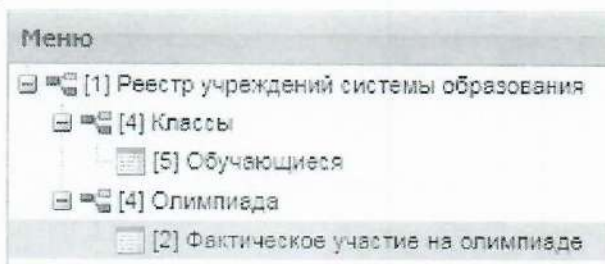 Меню
[1] Реестр учреждений системы образования
[4] Классы
[5] Обучающиеся
[4] Олимпиада
[2] Фактическое участие на олимпиаде